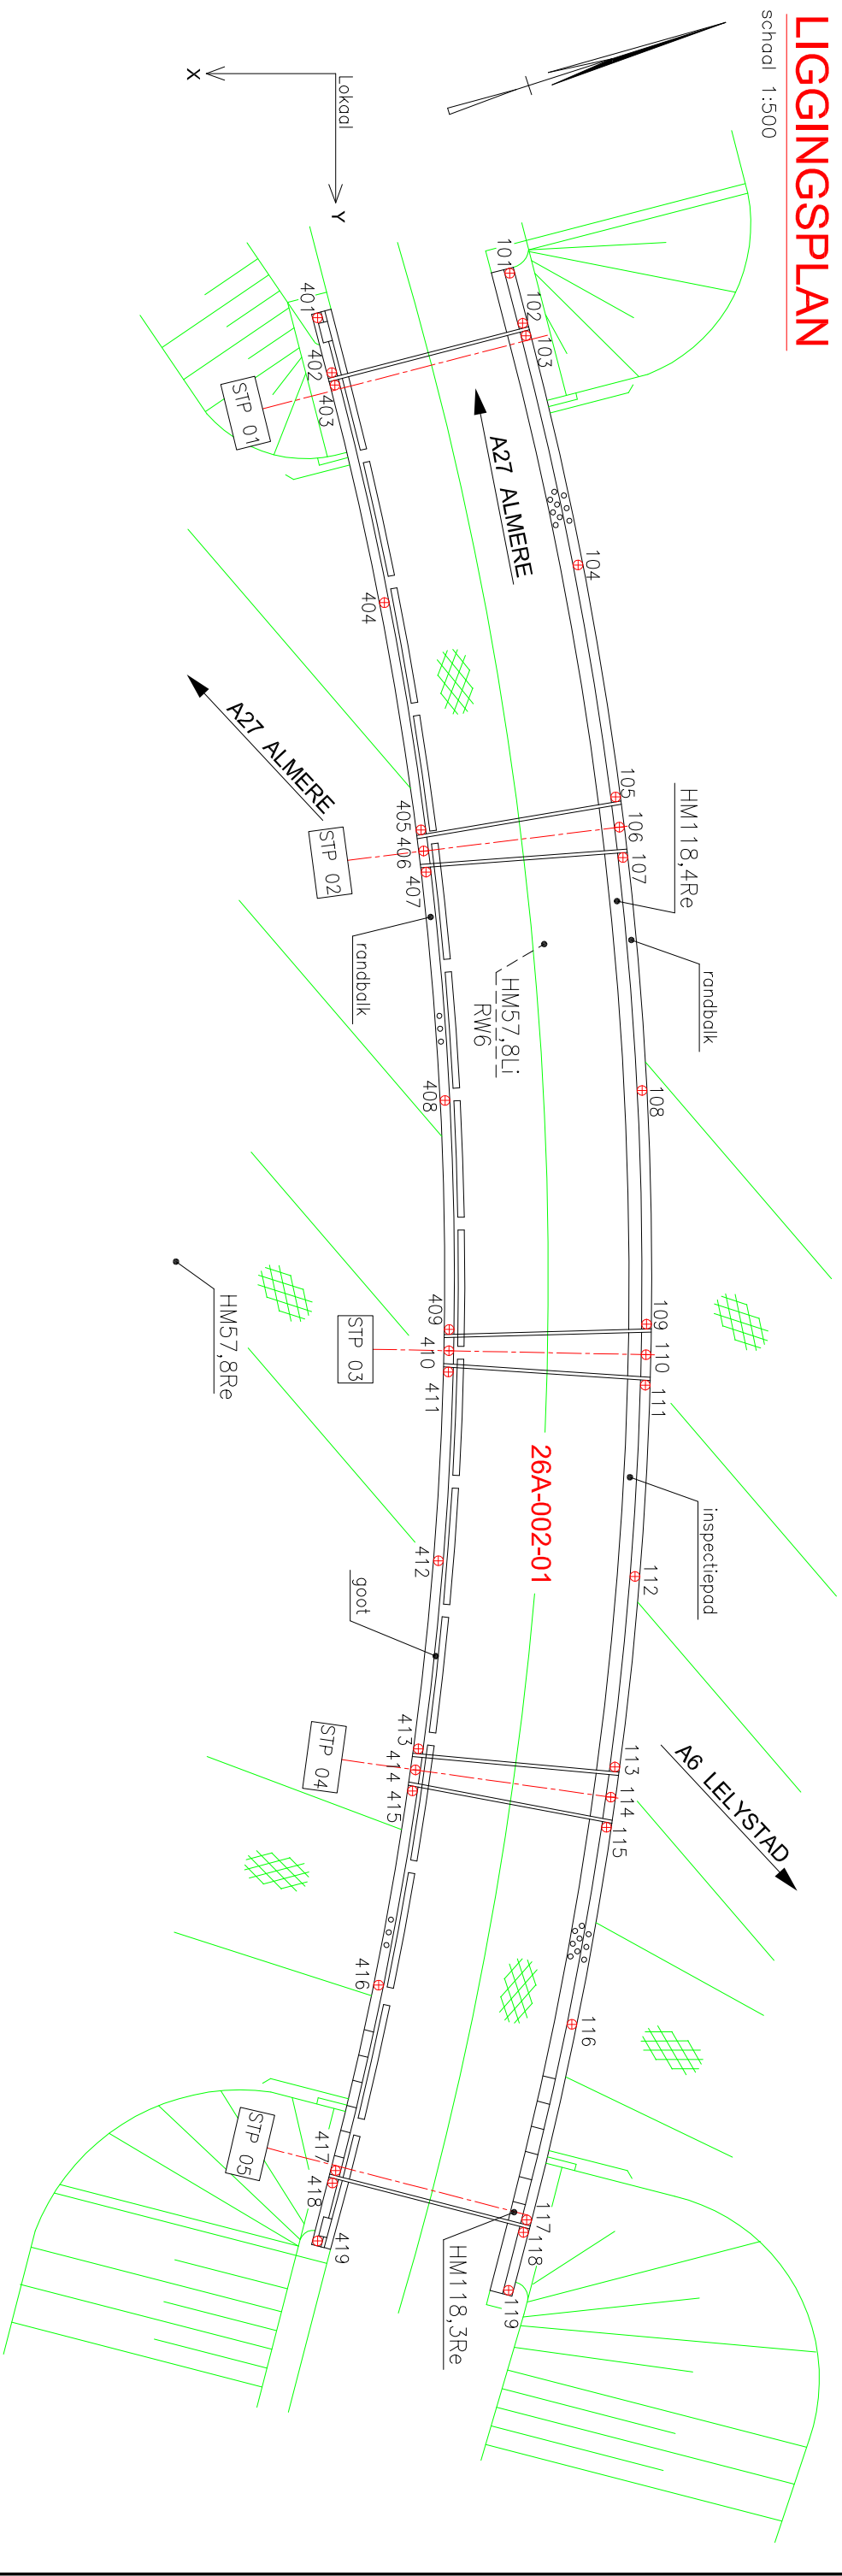 LIGGINGSPLAN
schaal 1:500
Lokaal
X
Y
101
102
103
104
105
106
107
108
109
110
111
112
113
114
115
116
117
118
119
401
402
403
404
405
406
407
408
409
410
411
412
413
414
415
416
417
418
419
STP 01
STP 02
STP 03
STP 04
STP 05
A27 ALMERE
A27 ALMERE
A6 LELYSTAD
HM118,4Re
randbalk
randbalk
HM57,8Li
RW6
HM57,8Re
26A-002-01
inspectiepad
goot
HM118,3Re